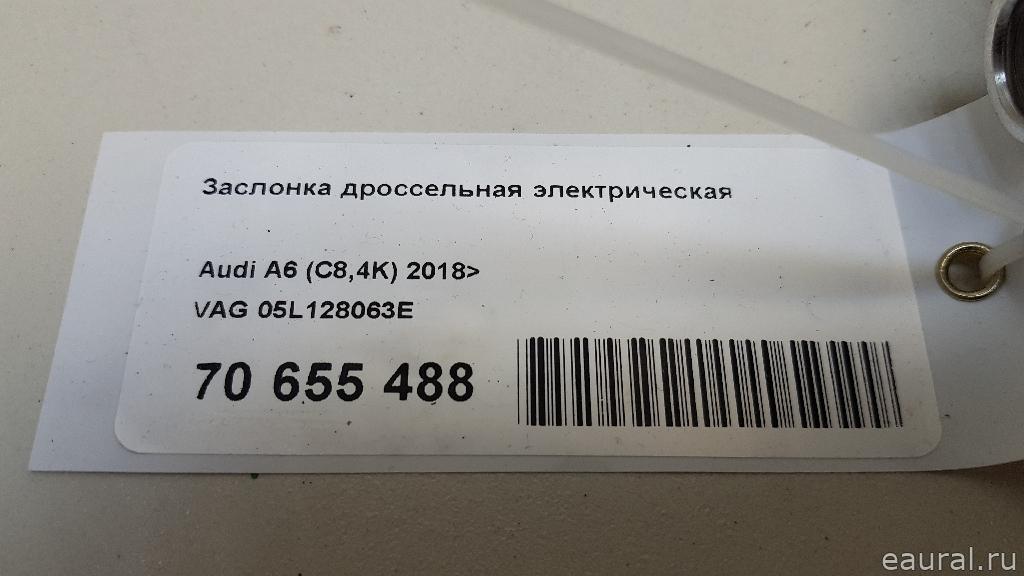 Заслонка дроссельная электрическая
Audi A6 (C8,4K) 2018>
VAG 05L128063E
70 655 488
eaural.ru